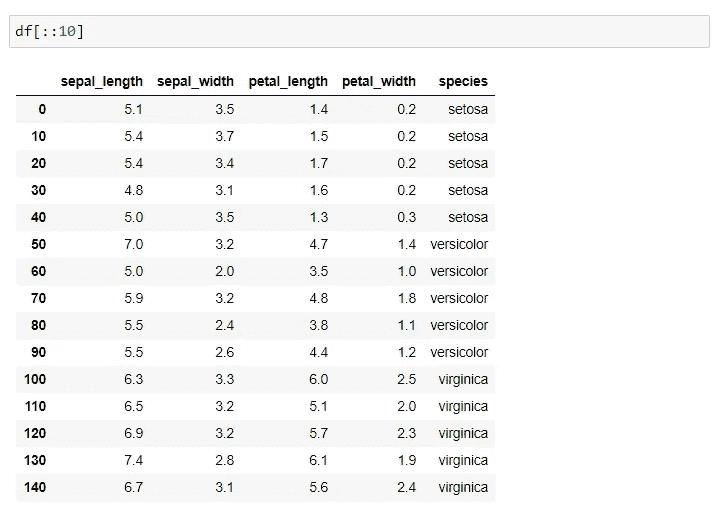 df[::10]
sepal_length sepal_width petal_length petal_width species
0 5.1 3.5 1.4 0.2 setosa
10 5.4 3.7 1.5 0.2 setosa
20 5.4 3.4 1.7 0.2 setosa
30 4.8 3.1 1.6 0.2 setosa
40 5.0 3.5 1.3 0.3 setosa
50 7.0 3.2 4.7 1.4 versicolor
60 5.0 2.0 3.5 1.0 versicolor
70 5.9 3.2 4.8 1.8 versicolor
80 5.5 2.4 3.8 1.1 versicolor
90 5.5 2.6 4.4 1.2 versicolor
100 6.3 3.3 6.0 2.5 virginica
110 6.5 3.2 5.1 2.0 virginica
120 6.9 3.2 5.7 2.3 virginica
130 7.4 2.8 6.1 1.9 virginica
140 6.7 3.1 5.6 2.4 virginica